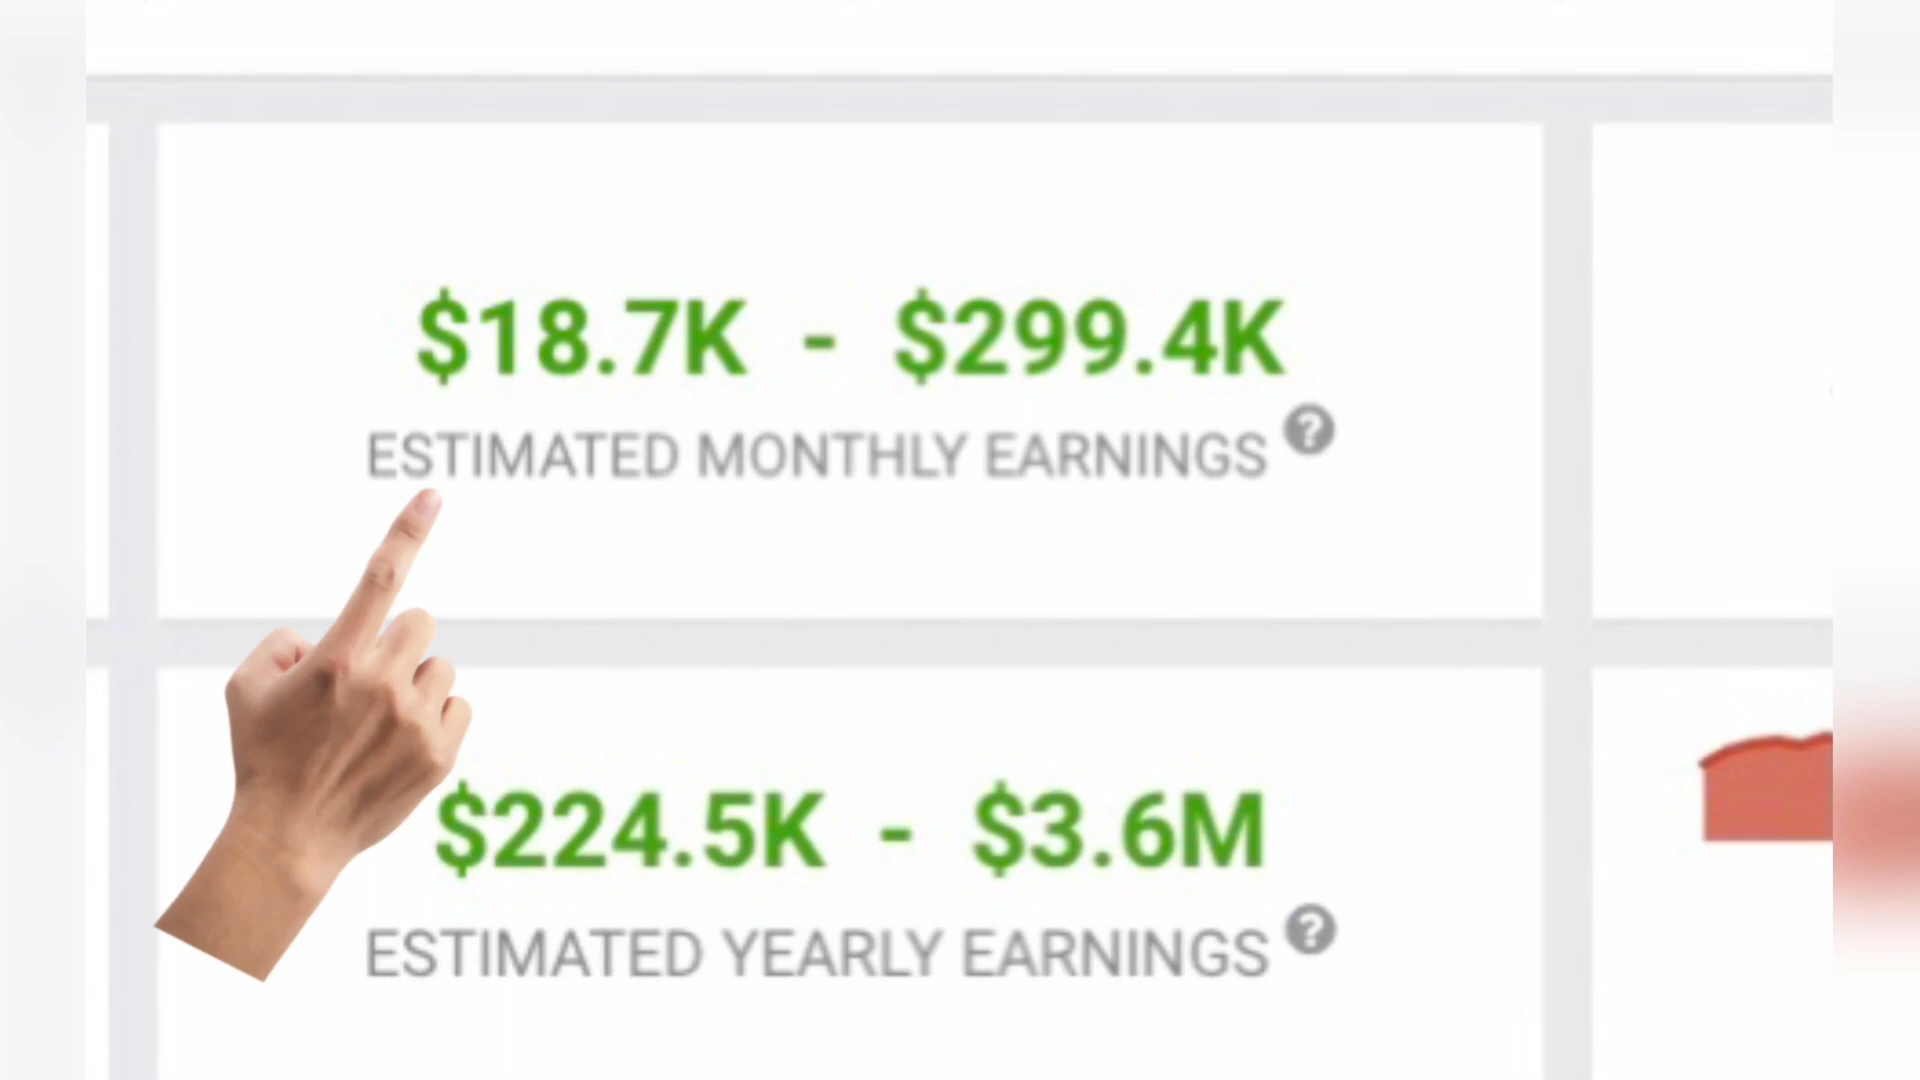 $18.7K - $299.4K
ESTIMATED MONTHLY EARNINGS ?
$224.5K - $3.6M
ESTIMATED YEARLY EARNINGS ?